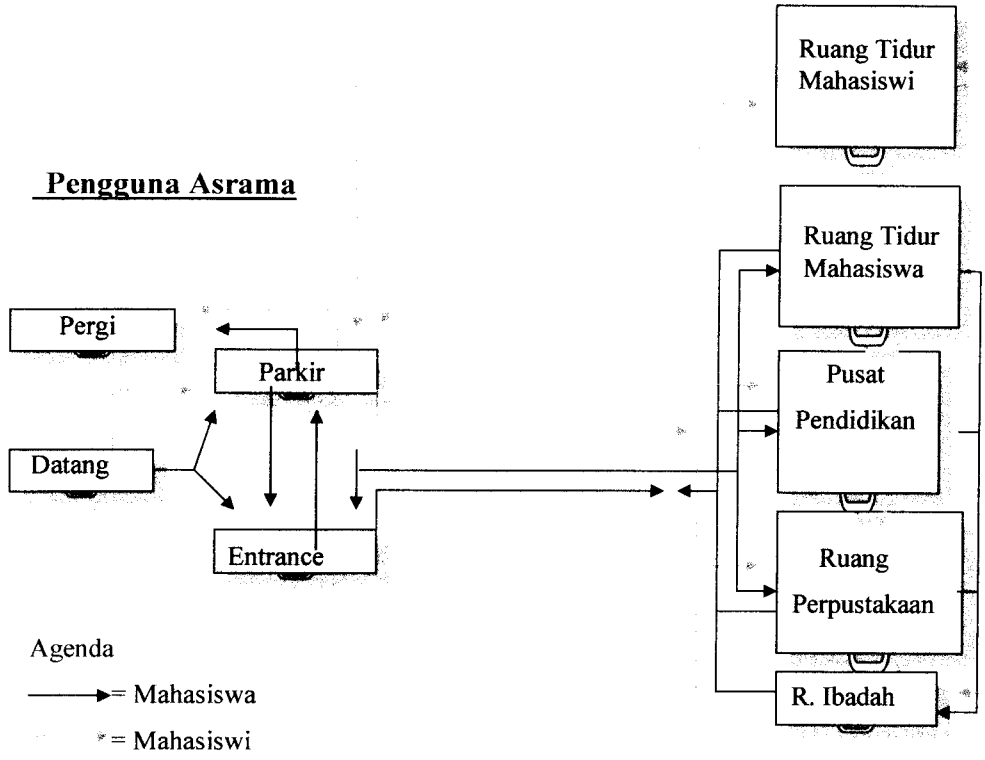 Pengguna Asrama
Pergi
Parkir
Datang
Entrance
Ruang Tidur
Mahasiswi
Ruang Tidur
Mahasiswa
Pusat
Pendidikan
Ruang
Perpustakaan
R. Ibadah
Agenda
= Mahasiswa
= Mahasiswi